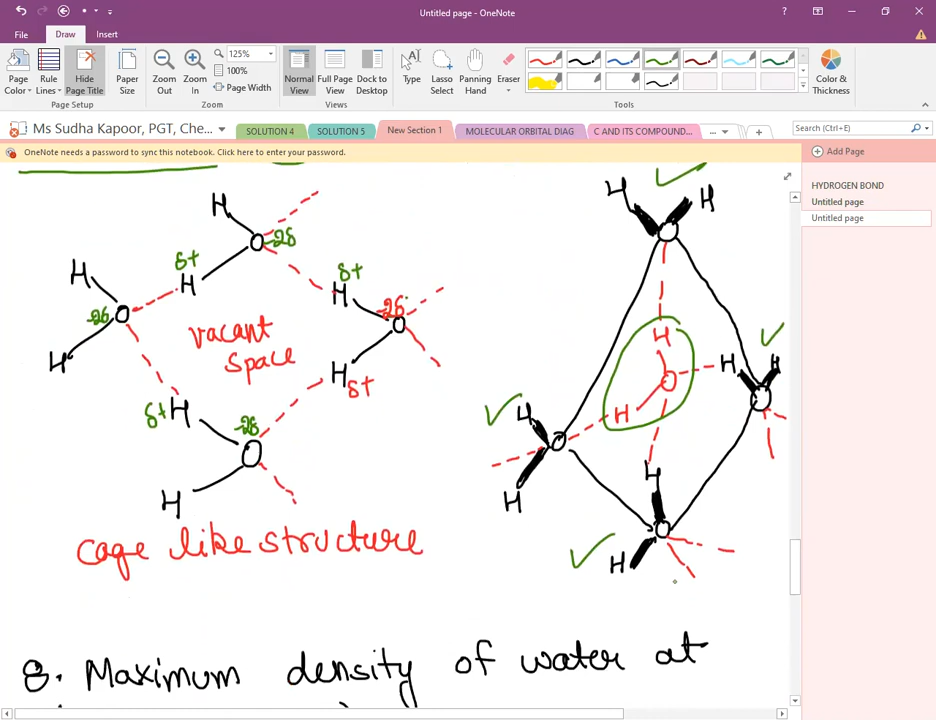 Untitled page - OneNote
File Draw Insert
Page Color Rule Lines Hide Page Title Paper Size Zoom Out Zoom In 125% 100% Page Width Normal View Full Page View Dock to Desktop Type Lasso Select Panning Hand Eraser Color & Thickness
Page Setup Zoom Views Tools
Ms Sudha Kapoor, PGT, Che... SOLUTION 4 SOLUTION 5 New Section 1 MOLECULAR ORBITAL DIAG C AND ITS COMPOUND... ... Search (Ctrl+E)
OneNote needs a password to sync this notebook. Click here to enter your password.
Add Page
HYDROGEN BOND
Untitled page
Untitled page
H
O -2δ
δ+
H
H
-2δ O
H
δ+
H
-2δ
O
H
δ+
vacant
space
δ+ H
-2δ
O
H
cage like structure
H H
O
H
O
H
H H
O
H
O
H
H
O
H
8. Maximum density of water at